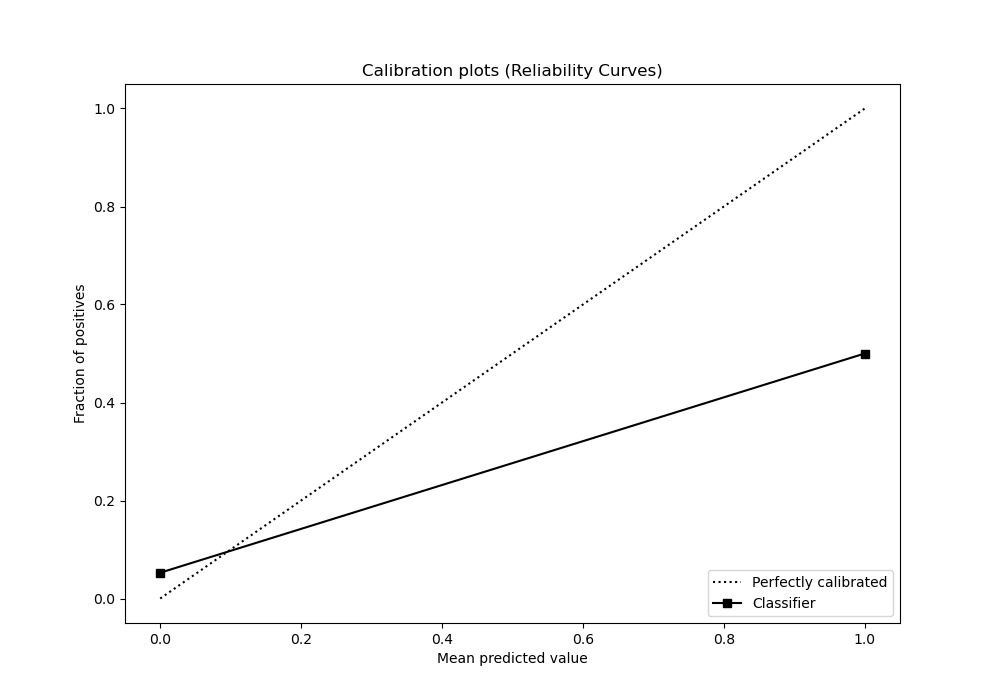 Calibration plots (Reliability Curves)
1.0
0.8
0.6
0.4
0.2
0.0
Fraction of positives
0.0 0.2 0.4 0.6 0.8 1.0
Mean predicted value
Perfectly calibrated
Classifier